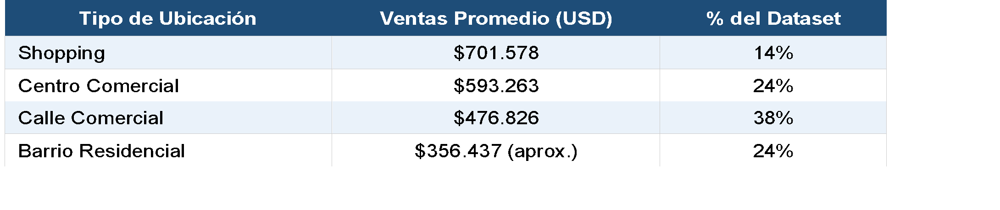 Tipo de Ubicación Ventas Promedio (USD) % del Dataset
Shopping $701.578 14%
Centro Comercial $593.263 24%
Calle Comercial $476.826 38%
Barrio Residencial $356.437 (aprox.) 24%